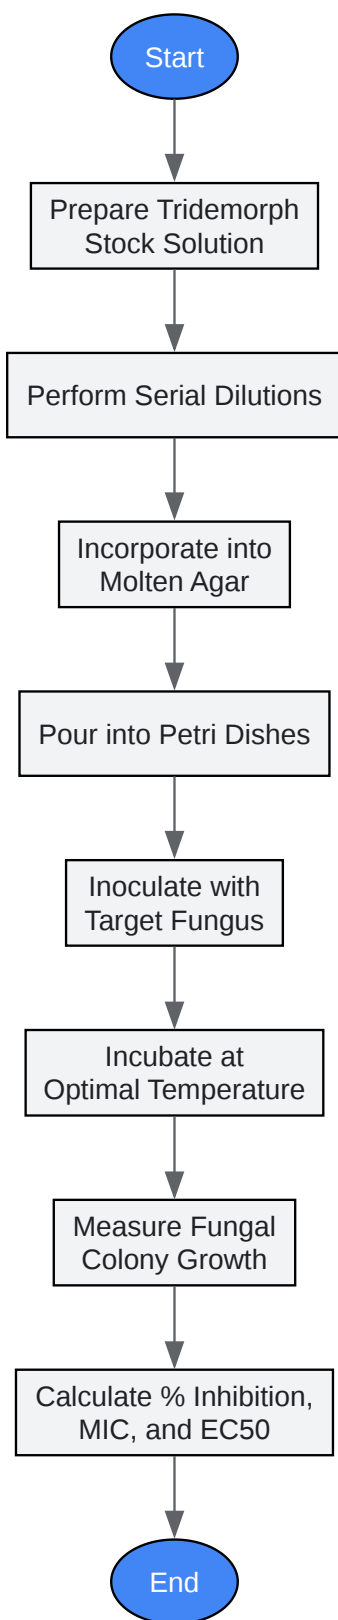 Start
Prepare Tridemorph
Stock Solution
Perform Serial Dilutions
Incorporate into
Molten Agar
Pour into Petri Dishes
Inoculate with
Target Fungus
Incubate at
Optimal Temperature
Measure Fungal
Colony Growth
Calculate % Inhibition,
MIC, and EC50
End